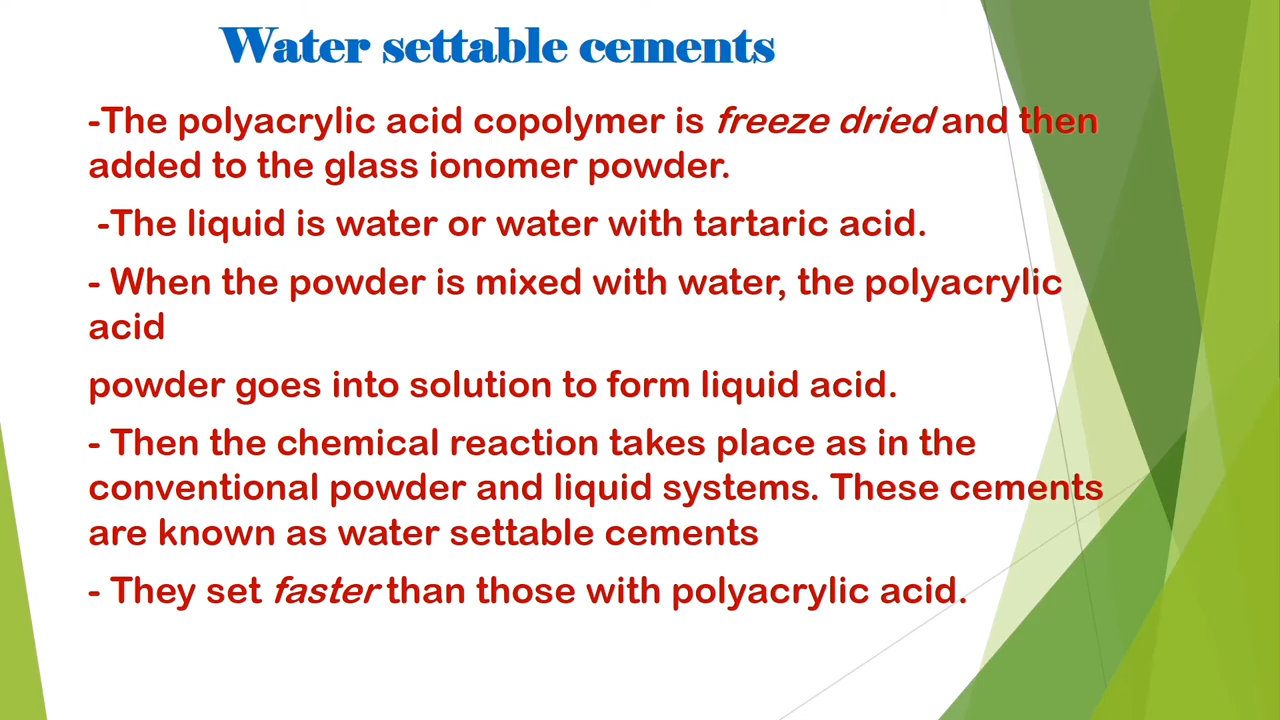 Water settable cements
-The polyacrylic acid copolymer is freeze dried and then
added to the glass ionomer powder.
-The liquid is water or water with tartaric acid.
- When the powder is mixed with water, the polyacrylic
acid
powder goes into solution to form liquid acid.
- Then the chemical reaction takes place as in the
conventional powder and liquid systems. These cements
are known as water settable cements
- They set faster than those with polyacrylic acid.